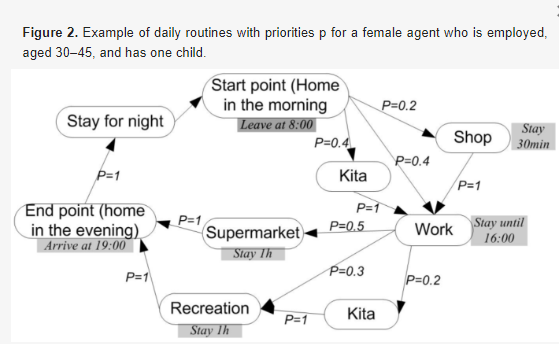 Figure 2. Example of daily routines with priorities p for a female agent who is employed,
aged 30–45, and has one child.
Start point (Home
in the morning
Leave at 8:00
P=0.2
Stay for night
Shop
Stay
30min
P=0.4
P=0.4
Kita
P=1
P=1
P=1
End point (home
in the evening)
Arrive at 19:00
P=1
Supermarket
Stay 1h
P=0.5
Work
Stay until
16:00
P=1
P=0.3
P=0.2
Recreation
Stay 1h
P=1
Kita